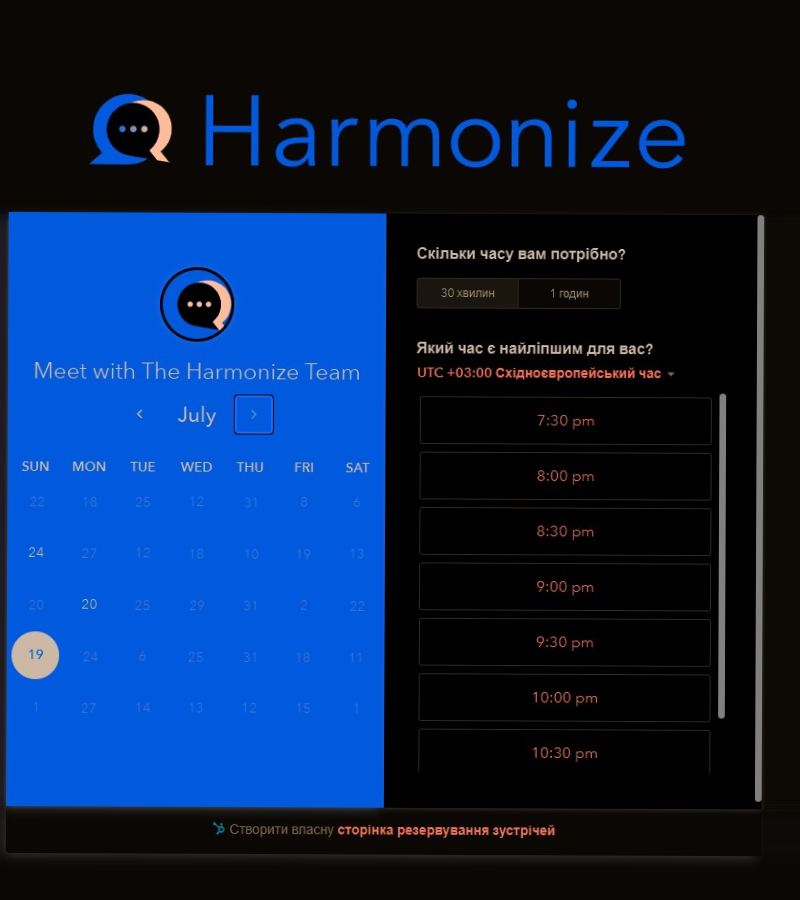 Harmonize
Meet with The Harmonize Team
July
SUN MON TUE WED THU FRI SAT
22 18 25 12 31 8 6
24 27 12 18 10 19 13
20 20 25 29 31 2 22
19 24 6 25 31 18 11
1 27 14 13 12 15 1
Скільки часу вам потрібно?
30 хвилин 1 годин
Який час є найліпшим для вас?
UTC +03:00 Східноєвропейський час
7:30 pm
8:00 pm
8:30 pm
9:00 pm
9:30 pm
10:00 pm
10:30 pm
Створити власну сторінка резервування зустрічей